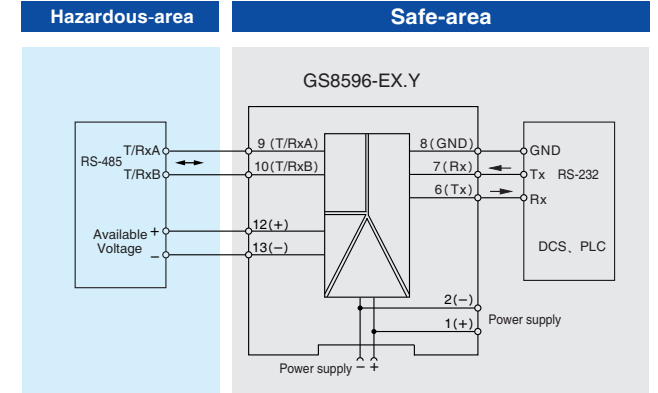 Hazardous-area
Safe-area
GS8596-EX.Y
RS-485
T/RxA
T/RxB
Available
Voltage
+
−
9 (T/RxA)
10(T/RxB)
12(+)
13(−)
8(GND)
7(Rx)
6(Tx)
2(−)
1(+)
GND
Tx RS-232
Rx
DCS、PLC
Power supply
Power supply − +